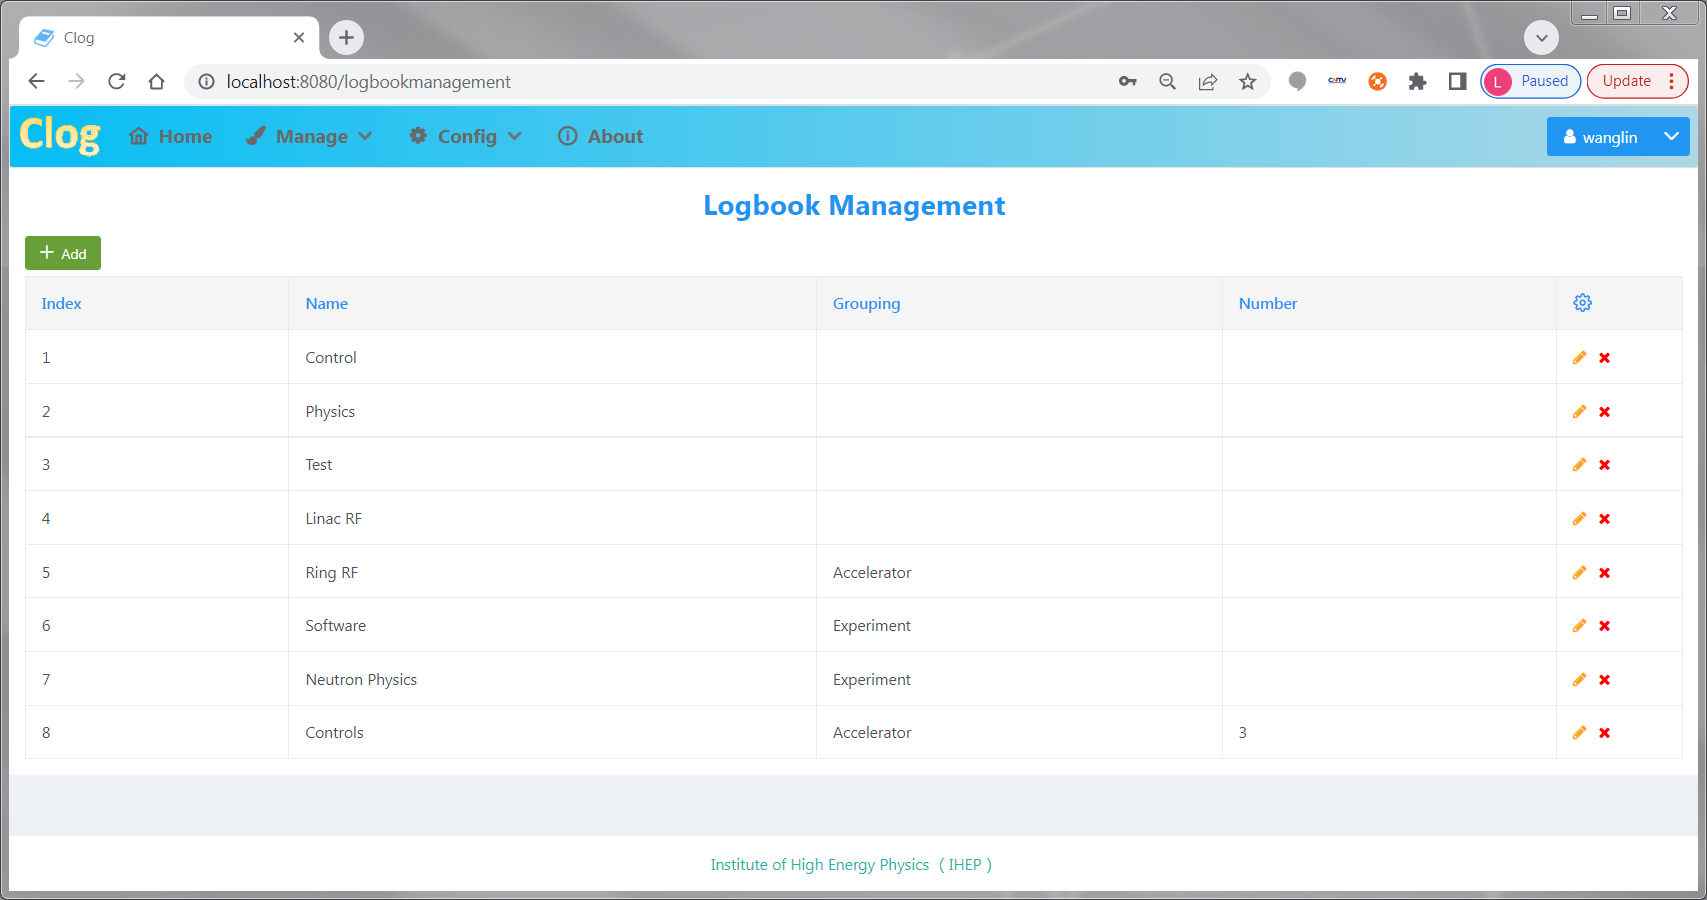 Clog
localhost:8080/logbookmanagement
L Paused
Update
Clog Home Manage Config About
wanglin
Logbook Management
+ Add
Index Name Grouping Number
1 Control
2 Physics
3 Test
4 Linac RF
5 Ring RF Accelerator
6 Software Experiment
7 Neutron Physics Experiment
8 Controls Accelerator 3
Institute of High Energy Physics ( IHEP )